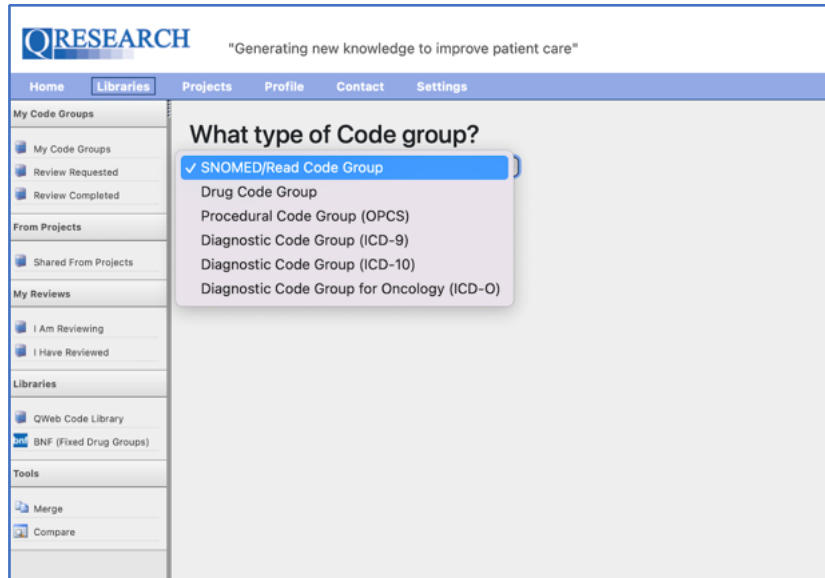 QRESEARCH
"Generating new knowledge to improve patient care"
Home Libraries Projects Profile Contact Settings
My Code Groups
My Code Groups
Review Requested
Review Completed
From Projects
Shared From Projects
My Reviews
I Am Reviewing
I Have Reviewed
Libraries
QWeb Code Library
bnf BNF (Fixed Drug Groups)
Tools
Merge
Compare
What type of Code group?
✓ SNOMED/Read Code Group
Drug Code Group
Procedural Code Group (OPCS)
Diagnostic Code Group (ICD-9)
Diagnostic Code Group (ICD-10)
Diagnostic Code Group for Oncology (ICD-O)